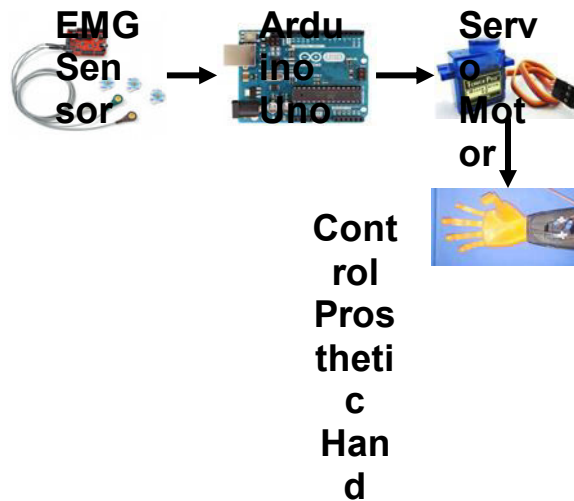 EMG
Sen
sor
Ardu
ino
Uno
Serv
o
Mot
or
Cont
rol
Pros
theti
c
Han
d